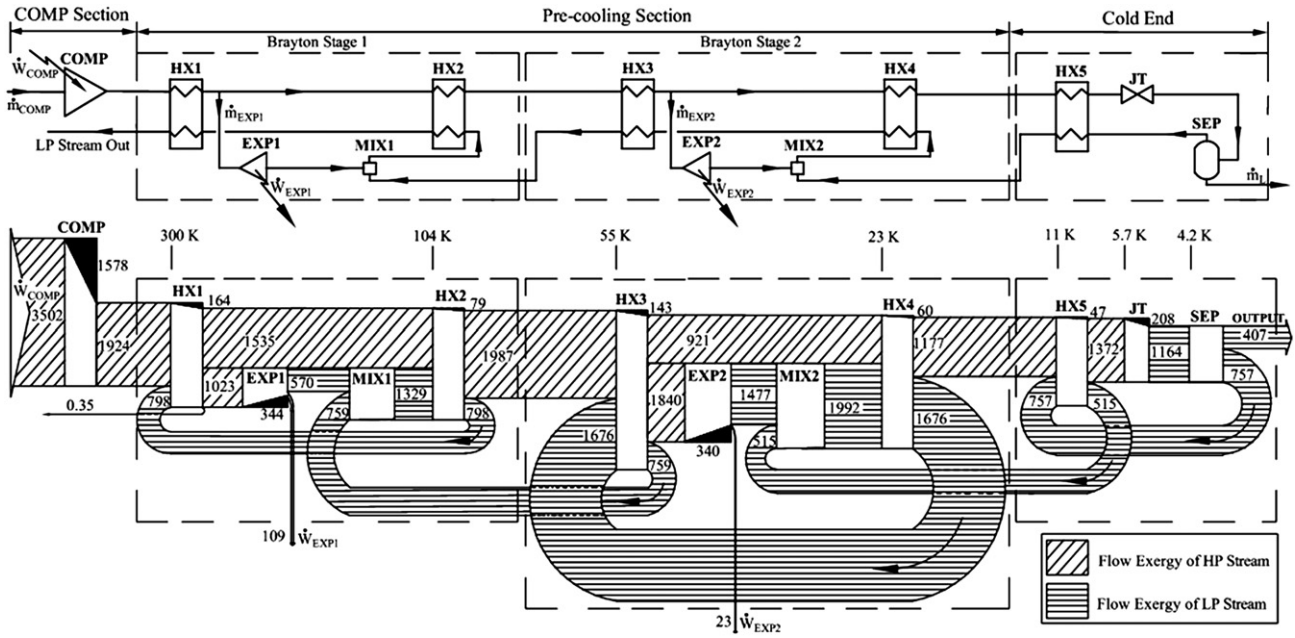 COMP Section
Pre-cooling Section
Cold End
Brayton Stage 1
Brayton Stage 2
ẆCOMP
COMP
HX1
HX2
HX3
HX4
HX5
JT
ṁCOMP
ṁEXP1
ṁEXP2
SEP
LP Stream Out
EXP1
MIX1
EXP2
MIX2
ẆEXP1
ẆEXP2
ṁL
COMP
300 K
104 K
55 K
23 K
11 K
5.7 K
4.2 K
1578
ẆCOMP
3502
HX1
164
HX2
79
HX3
143
HX4
60
HX5
47
JT
208
SEP
OUTPUT
407
1924
1535
1987
921
1177
1372
1164
757
1023
EXP1
570
MIX1
1329
1840
EXP2
1477
MIX2
1992
1676
757
515
0.35
798
344
759
798
1676
759
340
515
109
ẆEXP1
23
ẆEXP2
Flow Exergy of HP Stream
Flow Exergy of LP Stream